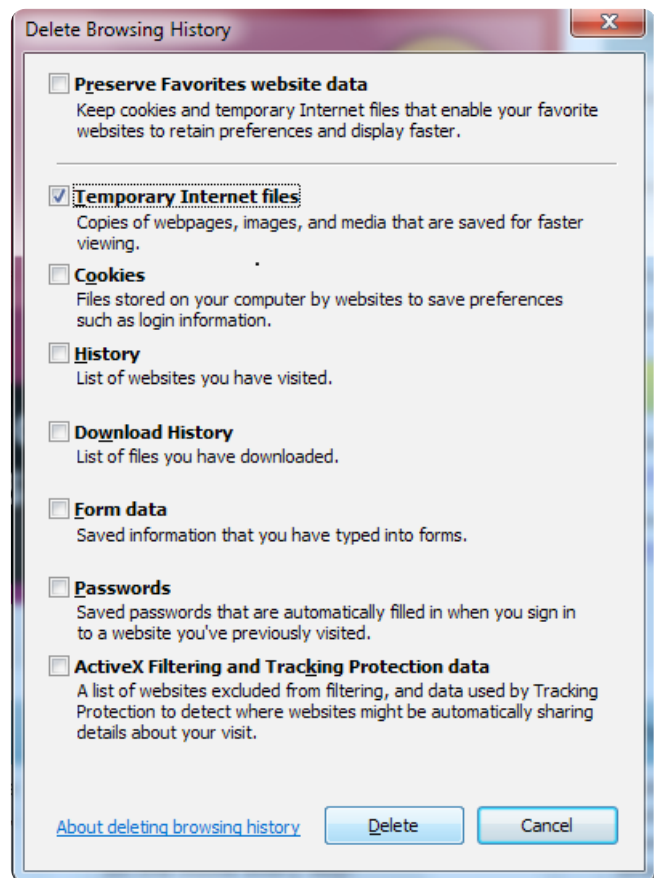 Delete Browsing History
Preserve Favorites website data
Keep cookies and temporary Internet files that enable your favorite
websites to retain preferences and display faster.
Temporary Internet files
Copies of webpages, images, and media that are saved for faster
viewing.
Cookies
Files stored on your computer by websites to save preferences
such as login information.
History
List of websites you have visited.
Download History
List of files you have downloaded.
Form data
Saved information that you have typed into forms.
Passwords
Saved passwords that are automatically filled in when you sign in
to a website you've previously visited.
ActiveX Filtering and Tracking Protection data
A list of websites excluded from filtering, and data used by Tracking
Protection to detect where websites might be automatically sharing
details about your visit.
About deleting browsing history
Delete
Cancel